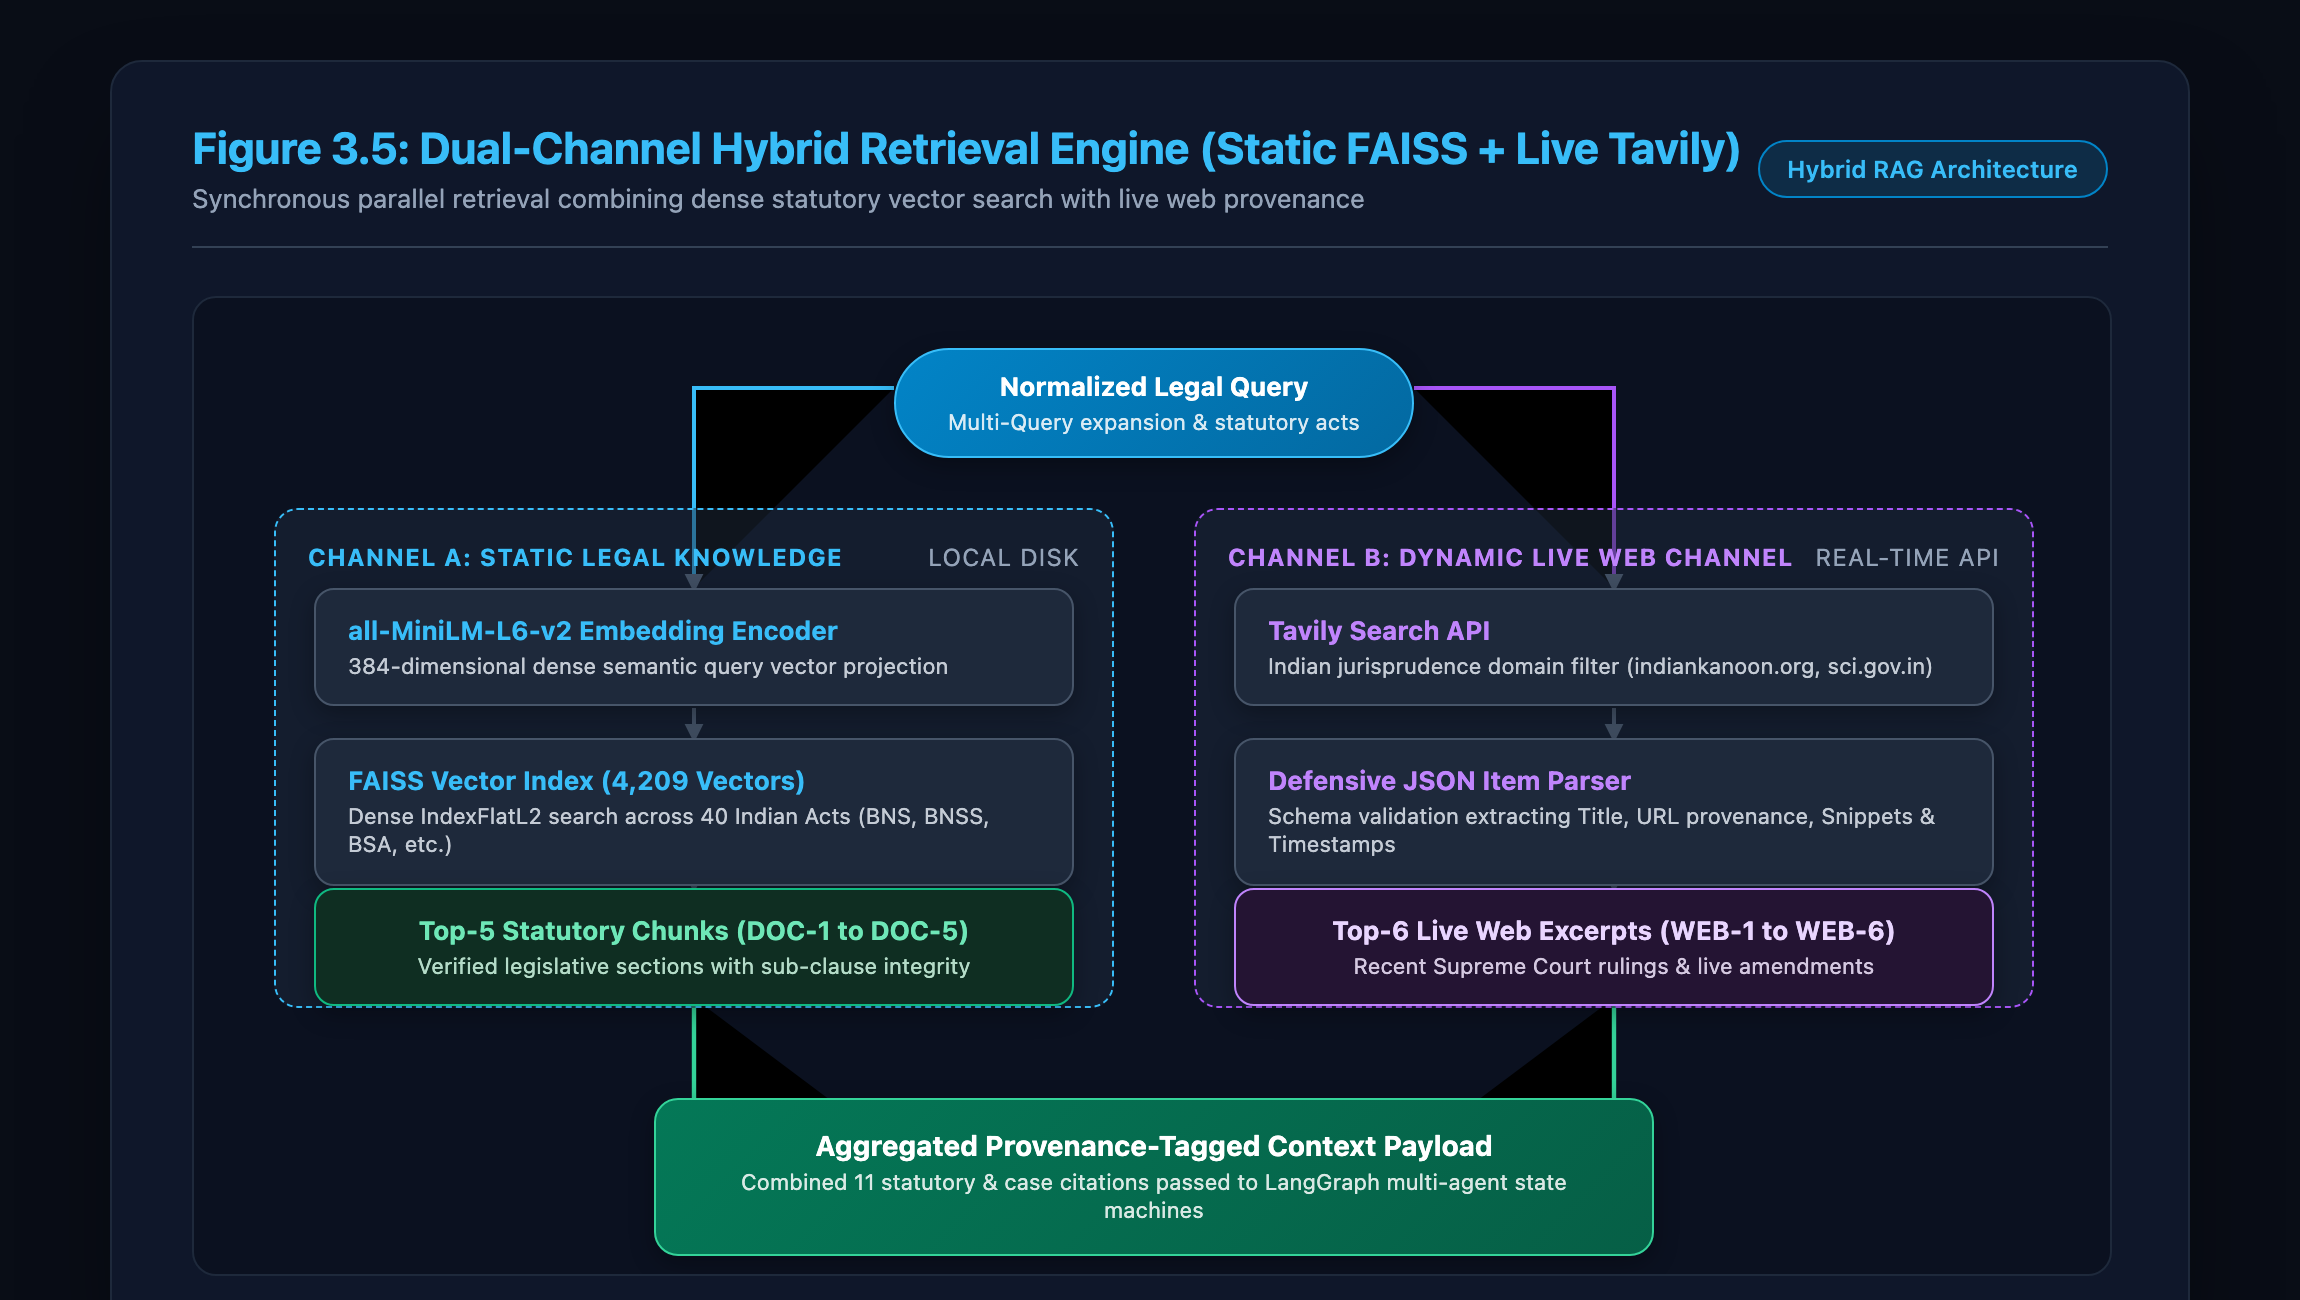 Figure 3.5: Dual-Channel Hybrid Retrieval Engine (Static FAISS + Live Tavily)
Hybrid RAG Architecture
Synchronous parallel retrieval combining dense statutory vector search with live web provenance
Normalized Legal Query
Multi-Query expansion & statutory acts
CHANNEL A: STATIC LEGAL KNOWLEDGE
LOCAL DISK
all-MiniLM-L6-v2 Embedding Encoder
384-dimensional dense semantic query vector projection
FAISS Vector Index (4,209 Vectors)
Dense IndexFlatL2 search across 40 Indian Acts (BNS, BNSS,
BSA, etc.)
Top-5 Statutory Chunks (DOC-1 to DOC-5)
Verified legislative sections with sub-clause integrity
CHANNEL B: DYNAMIC LIVE WEB CHANNEL
REAL-TIME API
Tavily Search API
Indian jurisprudence domain filter (indiankanoon.org, sci.gov.in)
Defensive JSON Item Parser
Schema validation extracting Title, URL provenance, Snippets &
Timestamps
Top-6 Live Web Excerpts (WEB-1 to WEB-6)
Recent Supreme Court rulings & live amendments
Aggregated Provenance-Tagged Context Payload
Combined 11 statutory & case citations passed to LangGraph multi-agent state
machines